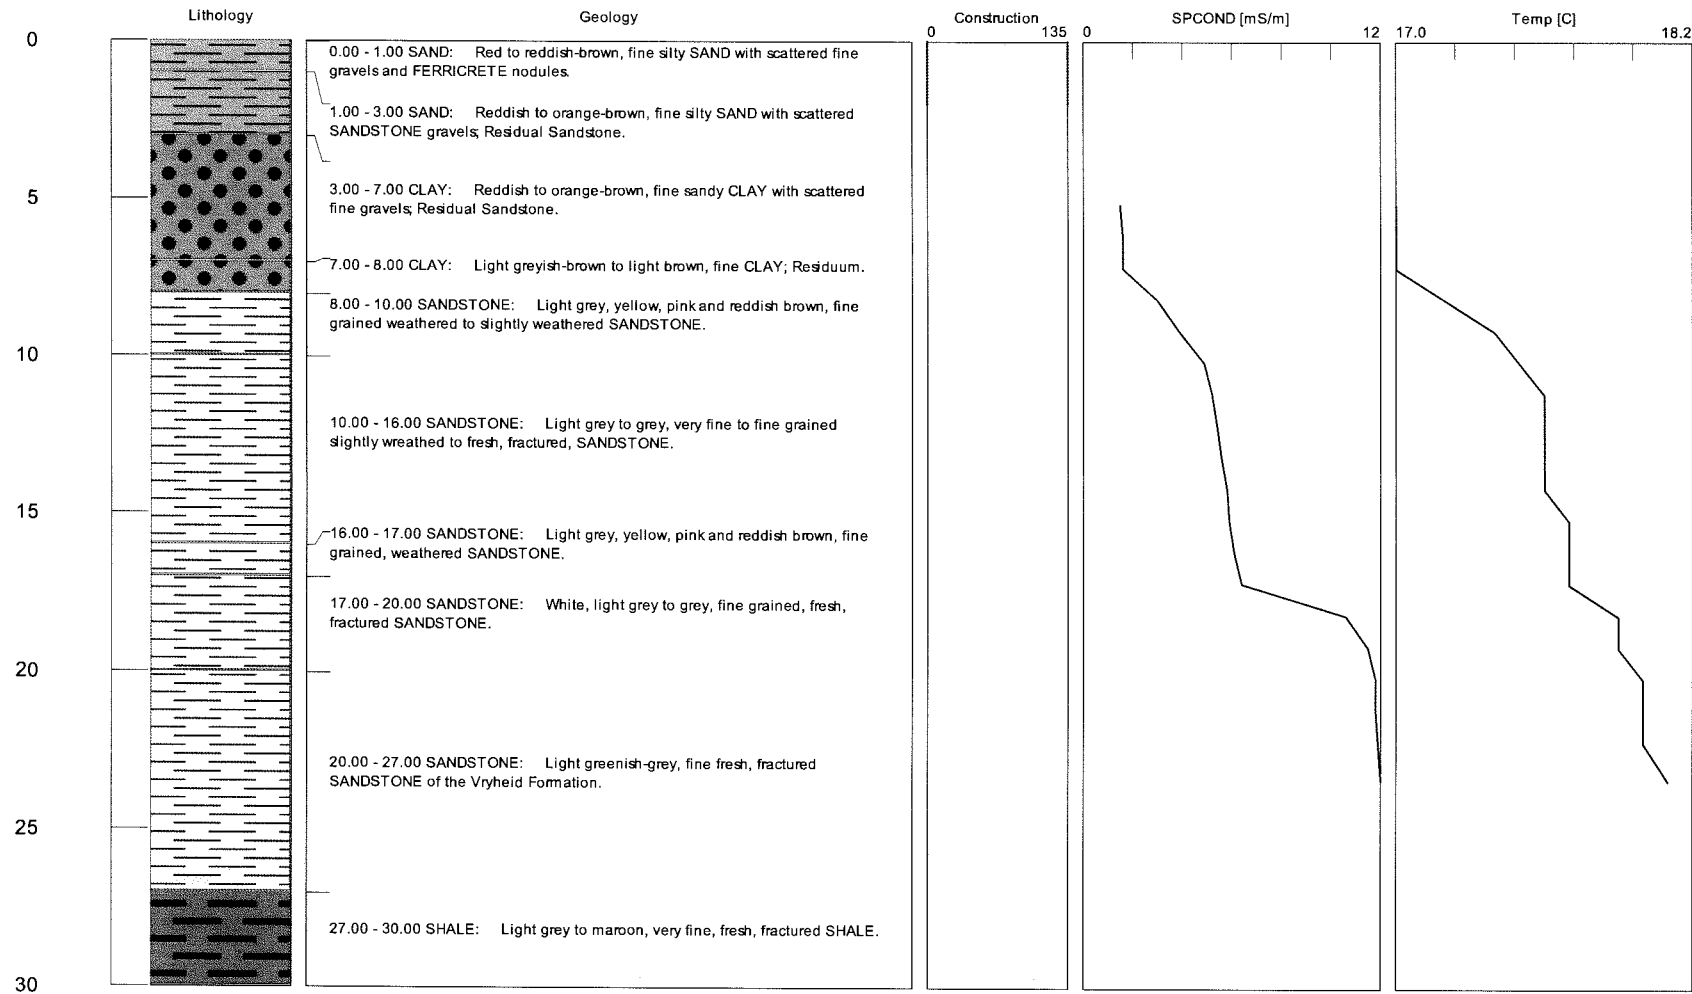 Lithology
Geology
Construction
SPCOND [mS/m]
Temp [C]
0
135
0
12
17.0
18.2
0
5
10
15
20
25
30
0.00 - 1.00 SAND: Red to reddish-brown, fine silty SAND with scattered fine
gravels and FERRICRETE nodules.
1.00 - 3.00 SAND: Reddish to orange-brown, fine silty SAND with scattered
SANDSTONE gravels; Residual Sandstone.
3.00 - 7.00 CLAY: Reddish to orange-brown, fine sandy CLAY with scattered
fine gravels; Residual Sandstone.
7.00 - 8.00 CLAY: Light greyish-brown to light brown, fine CLAY; Residuum.
8.00 - 10.00 SANDSTONE: Light grey, yellow, pink and reddish brown, fine
grained weathered to slightly weathered SANDSTONE.
10.00 - 16.00 SANDSTONE: Light grey to grey, very fine to fine grained
slightly wreathed to fresh, fractured, SANDSTONE.
16.00 - 17.00 SANDSTONE: Light grey, yellow, pink and reddish brown, fine
grained, weathered SANDSTONE.
17.00 - 20.00 SANDSTONE: White, light grey to grey, fine grained, fresh,
fractured SANDSTONE.
20.00 - 27.00 SANDSTONE: Light greenish-grey, fine fresh, fractured
SANDSTONE of the Vryheid Formation.
27.00 - 30.00 SHALE: Light grey to maroon, very fine, fresh, fractured SHALE.